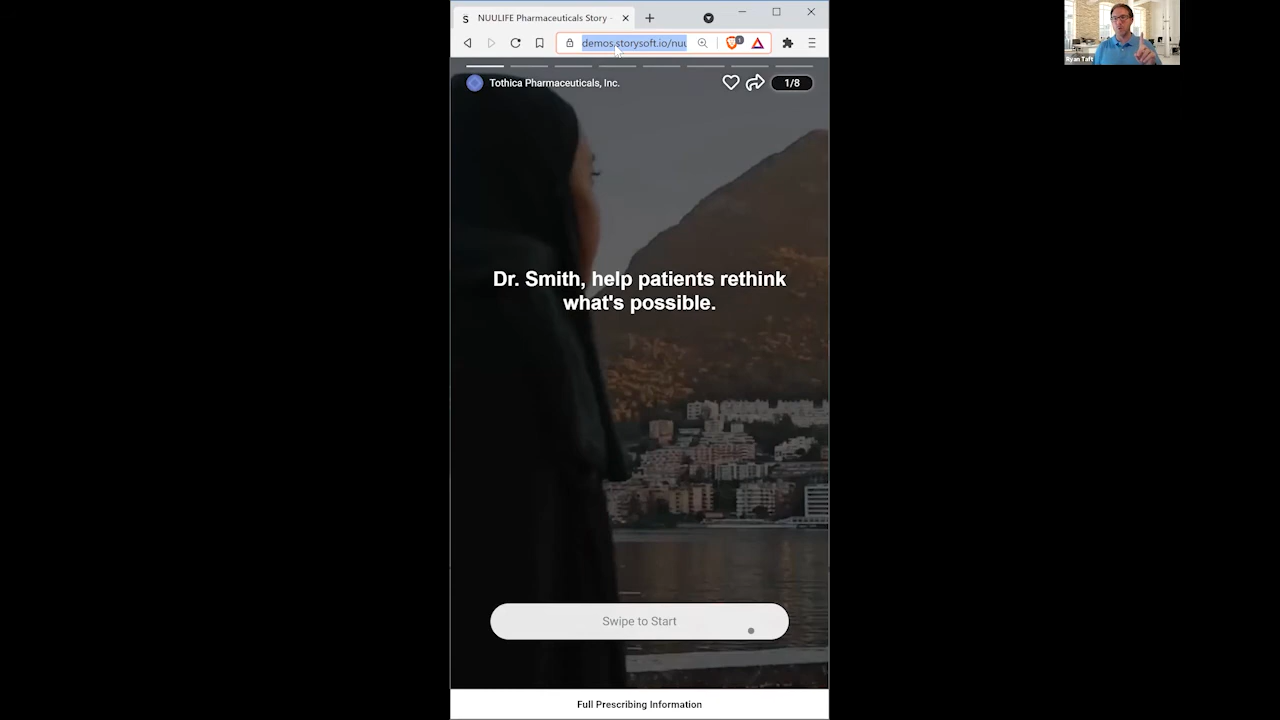 NUULIFE Pharmaceuticals Story -
demos.storysoft.io/nuu
1
Tothica Pharmaceuticals, Inc.
1/8
Dr. Smith, help patients rethink
what's possible.
Swipe to Start
Full Prescribing Information
Ryan Taft